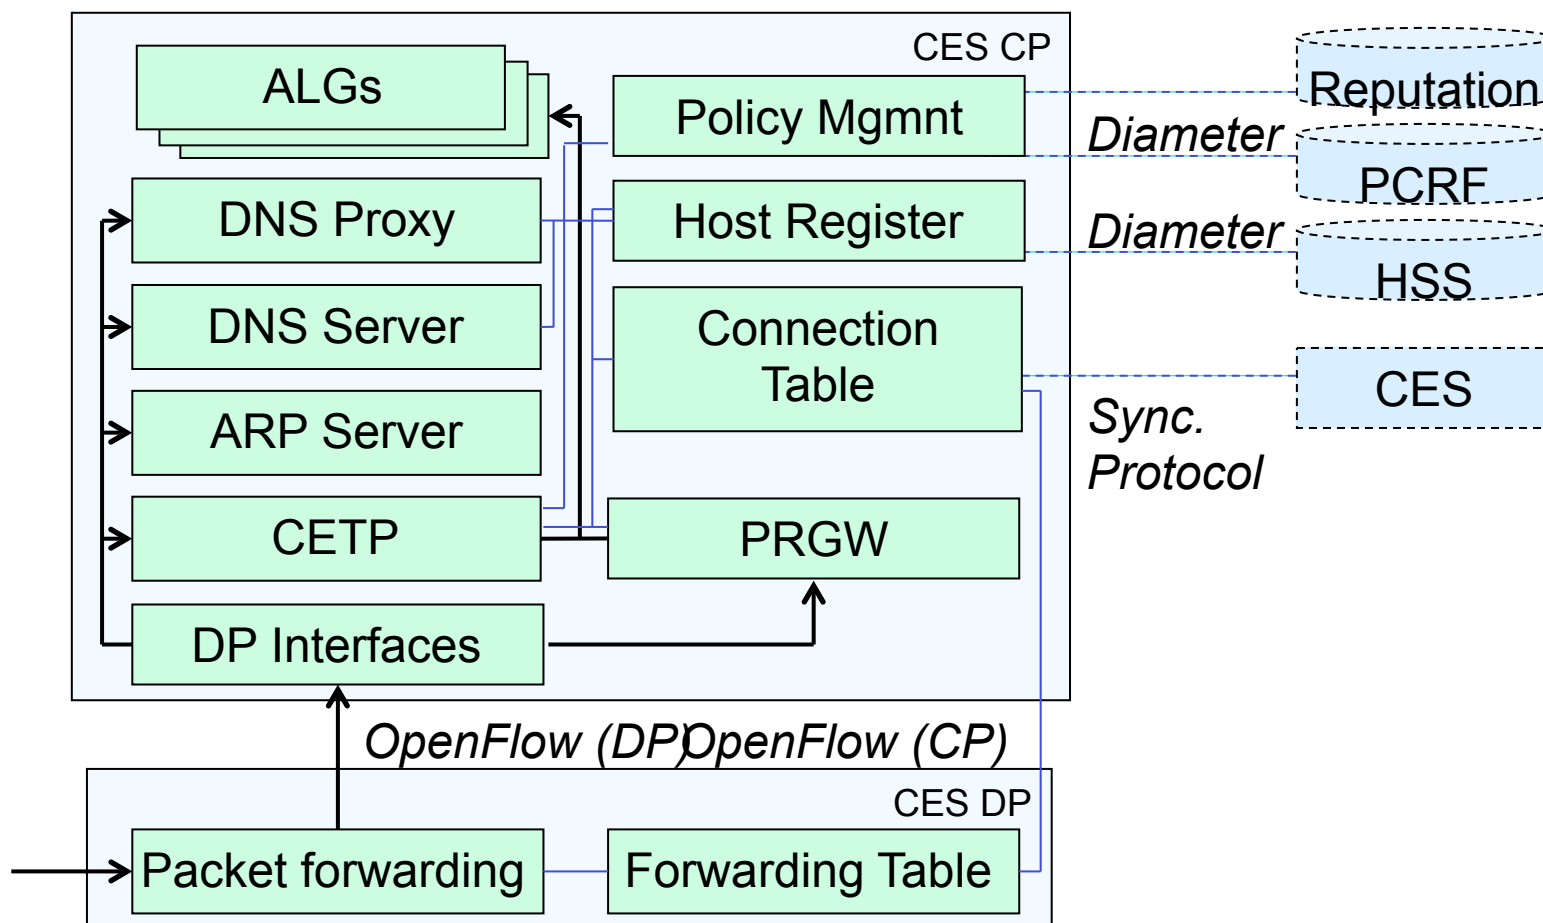 CES CP
ALGs
Policy Mgmnt
Reputation
Diameter
PCRF
DNS Proxy
Host Register
Diameter
HSS
DNS Server
Connection
Table
CES
ARP Server
Sync.
Protocol
CETP
PRGW
DP Interfaces
OpenFlow (DP)
OpenFlow (CP)
CES DP
Packet forwarding
Forwarding Table